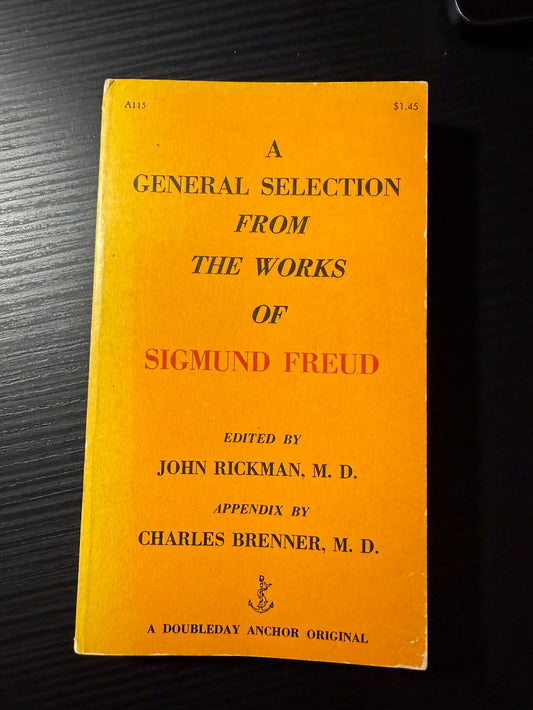 A115 $1.45
A
GENERAL SELECTION
FROM
THE WORKS
OF
SIGMUND FREUD
EDITED BY
JOHN RICKMAN, M. D.
APPENDIX BY
CHARLES BRENNER, M. D.
A DOUBLEDAY ANCHOR ORIGINAL